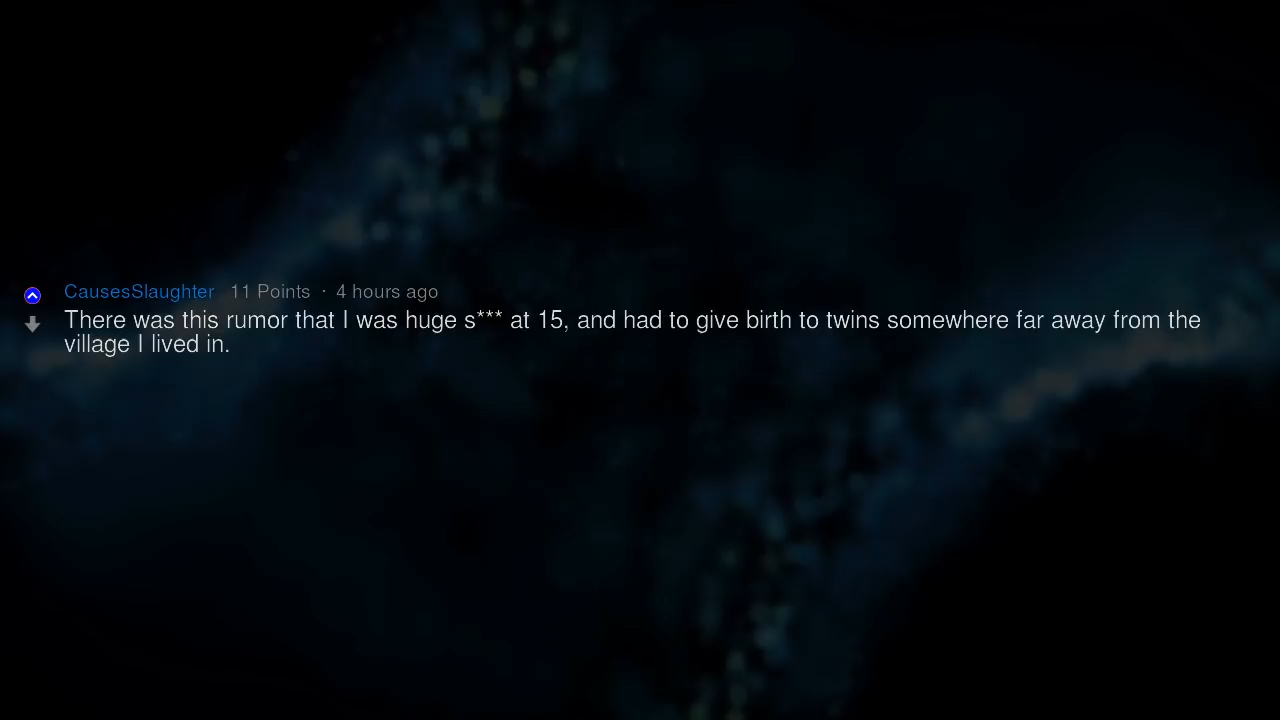 CausesSlaughter 11 Points · 4 hours ago
There was this rumor that I was huge s*** at 15, and had to give birth to twins somewhere far away from the
village I lived in.